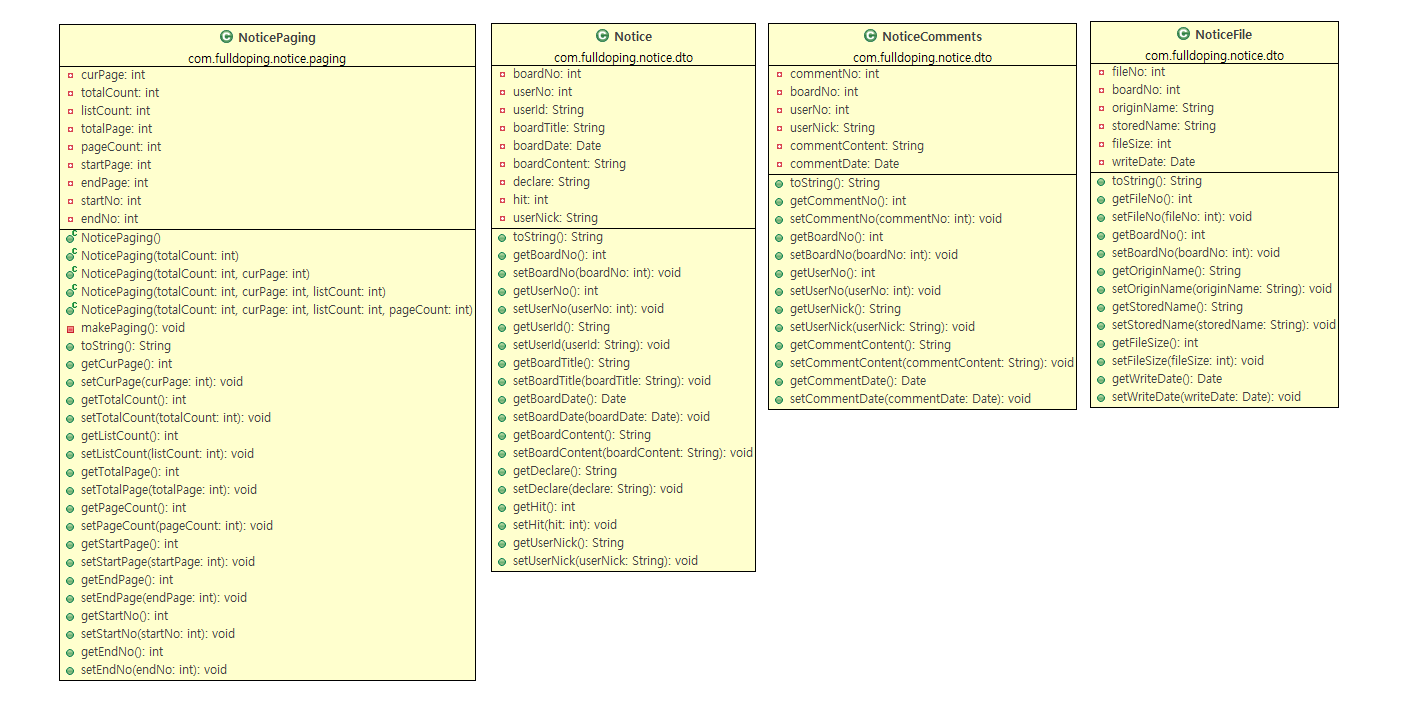 NoticePaging
com.fulldoping.notice.paging
curPage: int
totalCount: int
listCount: int
totalPage: int
pageCount: int
startPage: int
endPage: int
startNo: int
endNo: int
NoticePaging()
NoticePaging(totalCount: int)
NoticePaging(totalCount: int, curPage: int)
NoticePaging(totalCount: int, curPage: int, listCount: int)
NoticePaging(totalCount: int, curPage: int, listCount: int, pageCount: int)
makePaging(): void
toString(): String
getCurPage(): int
setCurPage(curPage: int): void
getTotalCount(): int
setTotalCount(totalCount: int): void
getListCount(): int
setListCount(listCount: int): void
getTotalPage(): int
setTotalPage(totalPage: int): void
getPageCount(): int
setPageCount(pageCount: int): void
getStartPage(): int
setStartPage(startPage: int): void
getEndPage(): int
setEndPage(endPage: int): void
getStartNo(): int
setStartNo(startNo: int): void
getEndNo(): int
setEndNo(endNo: int): void
Notice
com.fulldoping.notice.dto
boardNo: int
userNo: int
userId: String
boardTitle: String
boardDate: Date
boardContent: String
declare: String
hit: int
userNick: String
toString(): String
getBoardNo(): int
setBoardNo(boardNo: int): void
getUserNo(): int
setUserNo(userNo: int): void
getUserId(): String
setUserId(userId: String): void
getBoardTitle(): String
setBoardTitle(boardTitle: String): void
getBoardDate(): Date
setBoardDate(boardDate: Date): void
getBoardContent(): String
setBoardContent(boardContent: String): void
getDeclare(): String
setDeclare(declare: String): void
getHit(): int
setHit(hit: int): void
getUserNick(): String
setUserNick(userNick: String): void
NoticeComments
com.fulldoping.notice.dto
commentNo: int
boardNo: int
userNo: int
userNick: String
commentContent: String
commentDate: Date
toString(): String
getCommentNo(): int
setCommentNo(commentNo: int): void
getBoardNo(): int
setBoardNo(boardNo: int): void
getUserNo(): int
setUserNo(userNo: int): void
getUserNick(): String
setUserNick(userNick: String): void
getCommentContent(): String
setCommentContent(commentContent: String): void
getCommentDate(): Date
setCommentDate(commentDate: Date): void
NoticeFile
com.fulldoping.notice.dto
fileNo: int
boardNo: int
originName: String
storedName: String
fileSize: int
writeDate: Date
toString(): String
getFileNo(): int
setFileNo(fileNo: int): void
getBoardNo(): int
setBoardNo(boardNo: int): void
getOriginName(): String
setOriginName(originName: String): void
getStoredName(): String
setStoredName(storedName: String): void
getFileSize(): int
setFileSize(fileSize: int): void
getWriteDate(): Date
setWriteDate(writeDate: Date): void